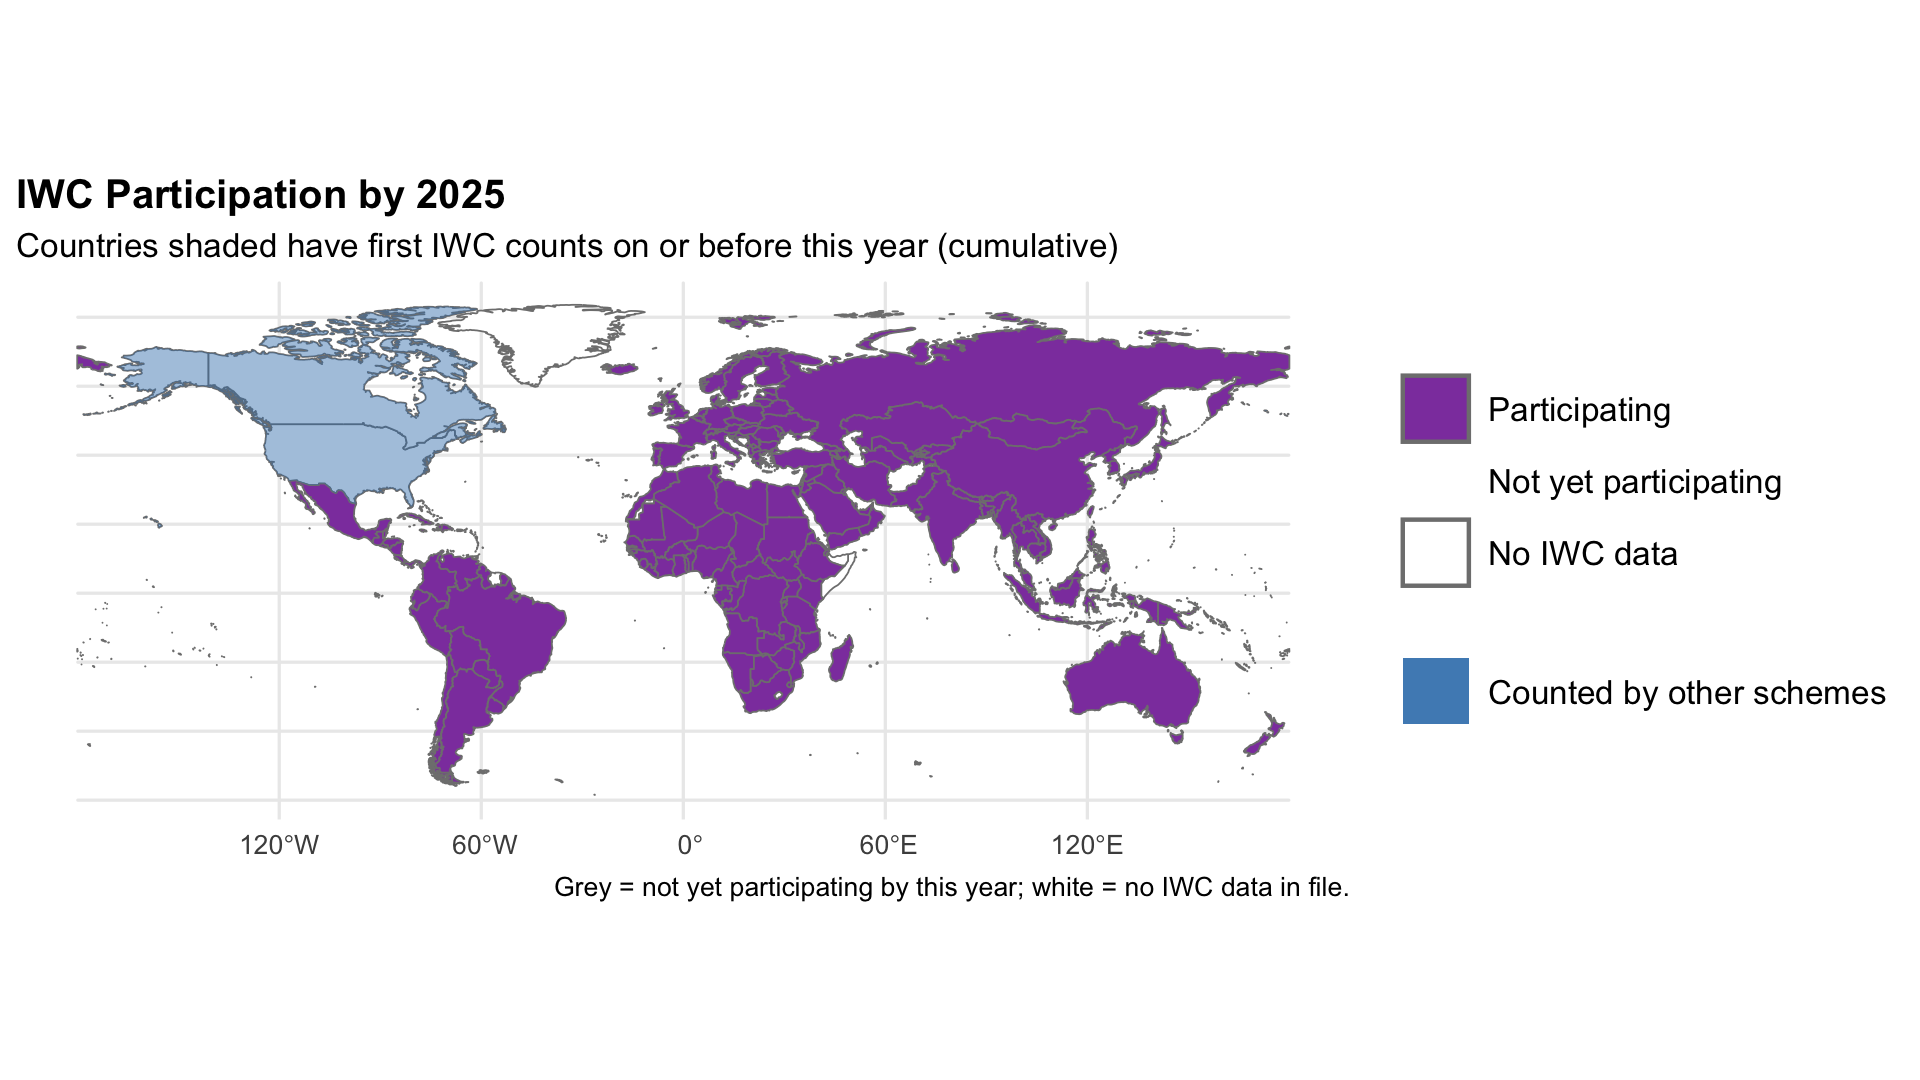 IWC Participation by 2025
Countries shaded have first IWC counts on or before this year (cumulative)
Participating
Not yet participating
No IWC data
Counted by other schemes
120°W 60°W 0° 60°E 120°E
Grey = not yet participating by this year; white = no IWC data in file.